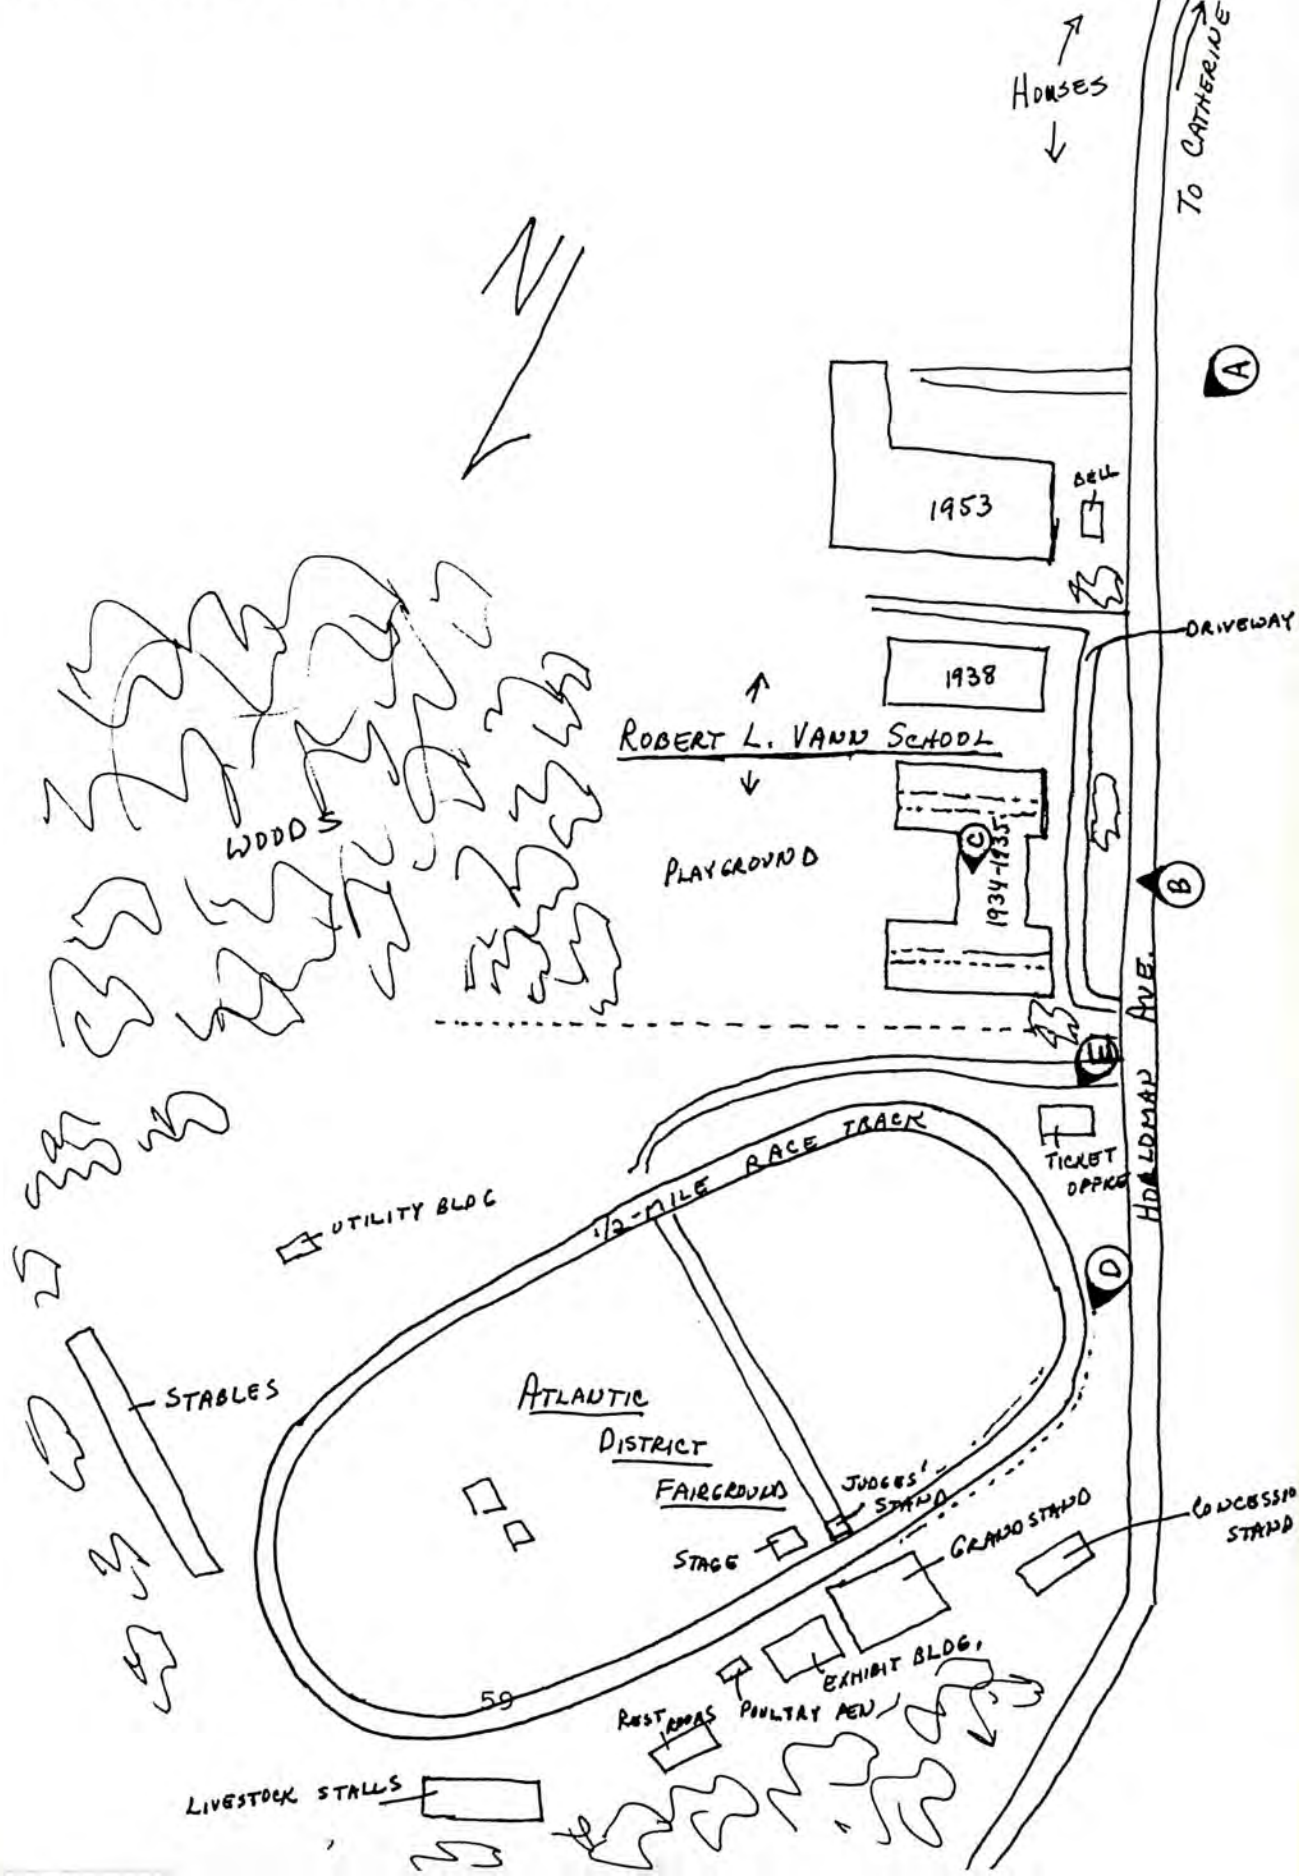 HOUSES
TO CATHERINE
N
A
1953
BELL
DRIVEWAY
1938
ROBERT L. VANN SCHOOL
WOODS
PLAYGROUND
C
1934-1935
B
HOLLOMAN AVE.
E
TICKET
OFFICE
1/2-MILE RACE TRACK
UTILITY BLDG
D
STABLES
ATLANTIC
DISTRICT
FAIRGROUND
JUDGES'
STAND
STAGE
GRANDSTAND
CONCESSIO
STAND
EXHIBIT BLDG.
POULTRY PEN
REST ROOMS
59
LIVESTOCK STALLS